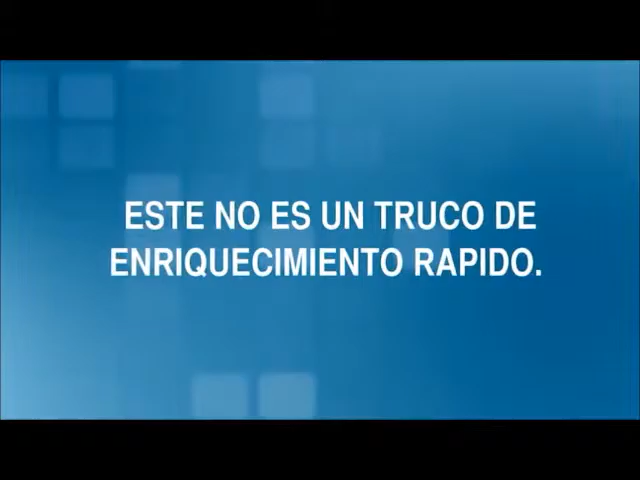 ESTE NO ES UN TRUCO DE
ENRIQUECIMIENTO RAPIDO.